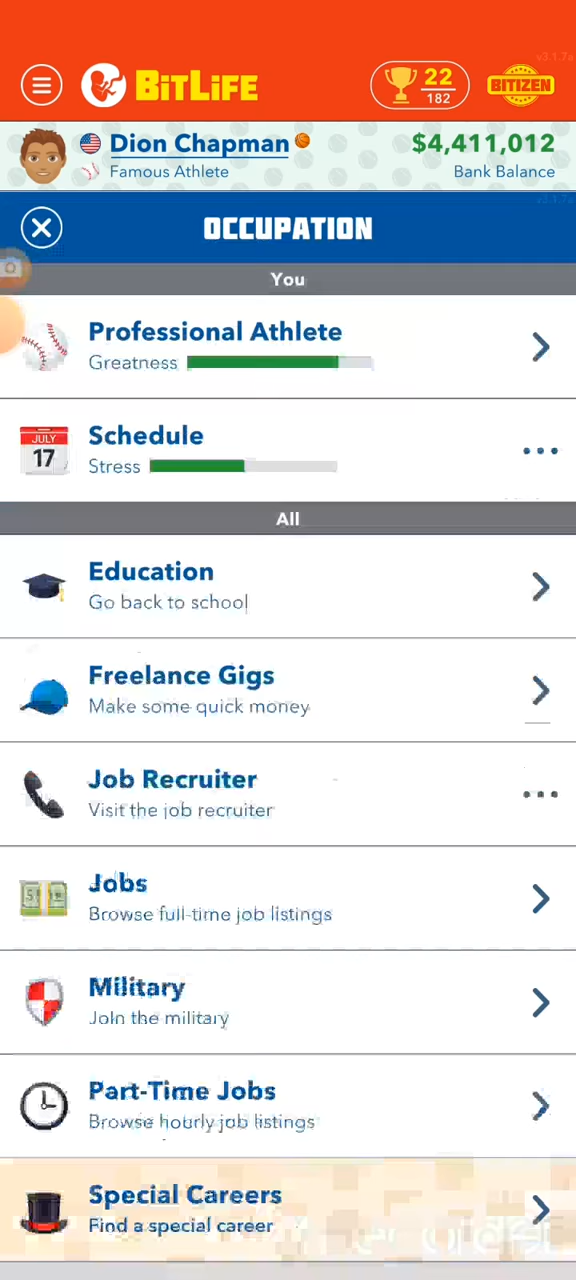 v3.1.7a
BITLIFE
22
182
BITIZEN
Dion Chapman
$4,411,012
Famous Athlete
Bank Balance
OCCUPATION
You
Professional Athlete
Greatness
JULY
17
Schedule
Stress
All
Education
Go back to school
Freelance Gigs
Make some quick money
Job Recruiter
Visit the job recruiter
Jobs
Browse full-time job listings
Military
Join the military
Part-Time Jobs
Browse hourly job listings
Special Careers
Find a special career